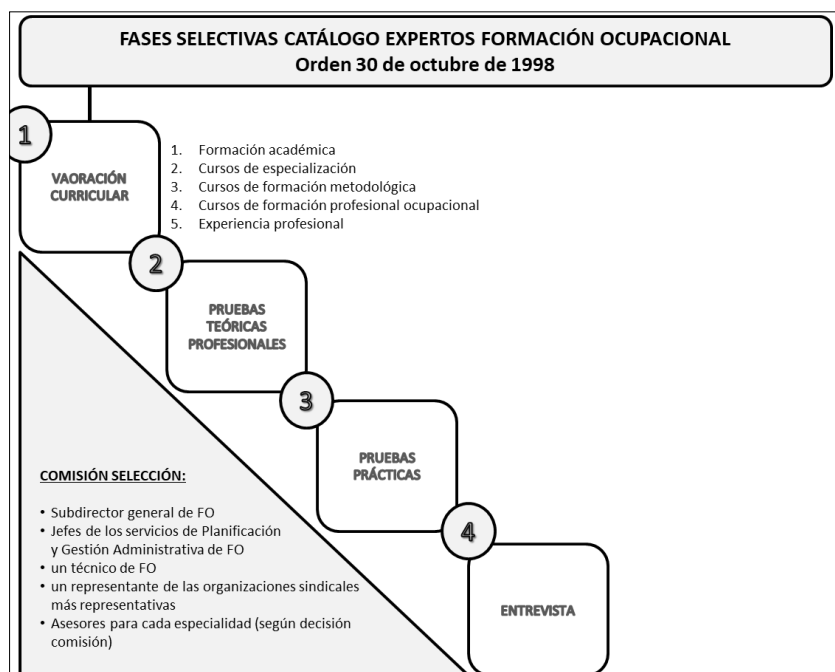 FASES SELECTIVAS CATÁLOGO EXPERTOS FORMACIÓN OCUPACIONAL
Orden 30 de octubre de 1998
1
VAORACIÓN
CURRICULAR
1. Formación académica
2. Cursos de especialización
3. Cursos de formación metodológica
4. Cursos de formación profesional ocupacional
5. Experiencia profesional
2
PRUEBAS
TEÓRICAS
PROFESIONALES
3
PRUEBAS
PRÁCTICAS
4
ENTREVISTA
COMISIÓN SELECCIÓN:
• Subdirector general de FO
• Jefes de los servicios de Planificación
y Gestión Administrativa de FO
• un técnico de FO
• un representante de las organizaciones sindicales
más representativas
• Asesores para cada especialidad (según decisión
comisión)